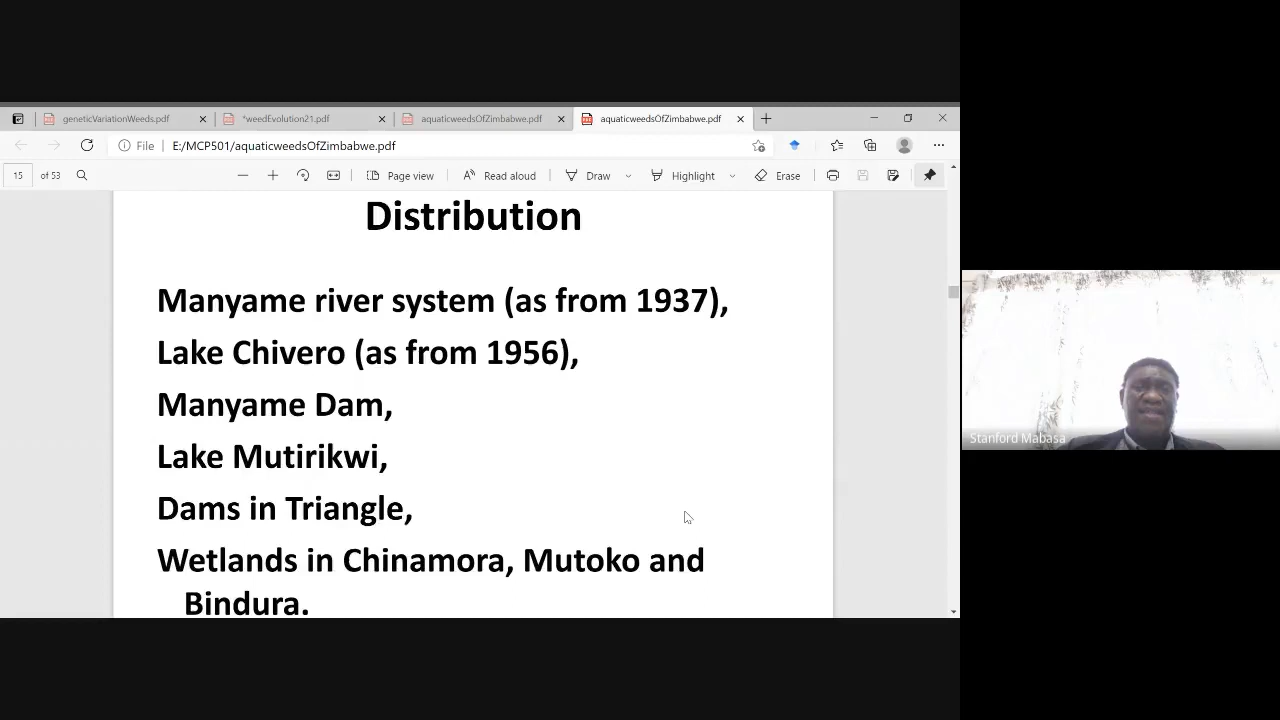 geneticVariationWeeds.pdf
*weedEvolution21.pdf
aquaticweedsOfZimbabwe.pdf
aquaticweedsOfZimbabwe.pdf
File | E:/MCP501/aquaticweedsOfZimbabwe.pdf
15 of 53
Page view
Read aloud
Draw
Highlight
Erase
Distribution
Manyame river system (as from 1937),
Lake Chivero (as from 1956),
Manyame Dam,
Lake Mutirikwi,
Dams in Triangle,
Wetlands in Chinamora, Mutoko and
Bindura.
Stanford Mabasa